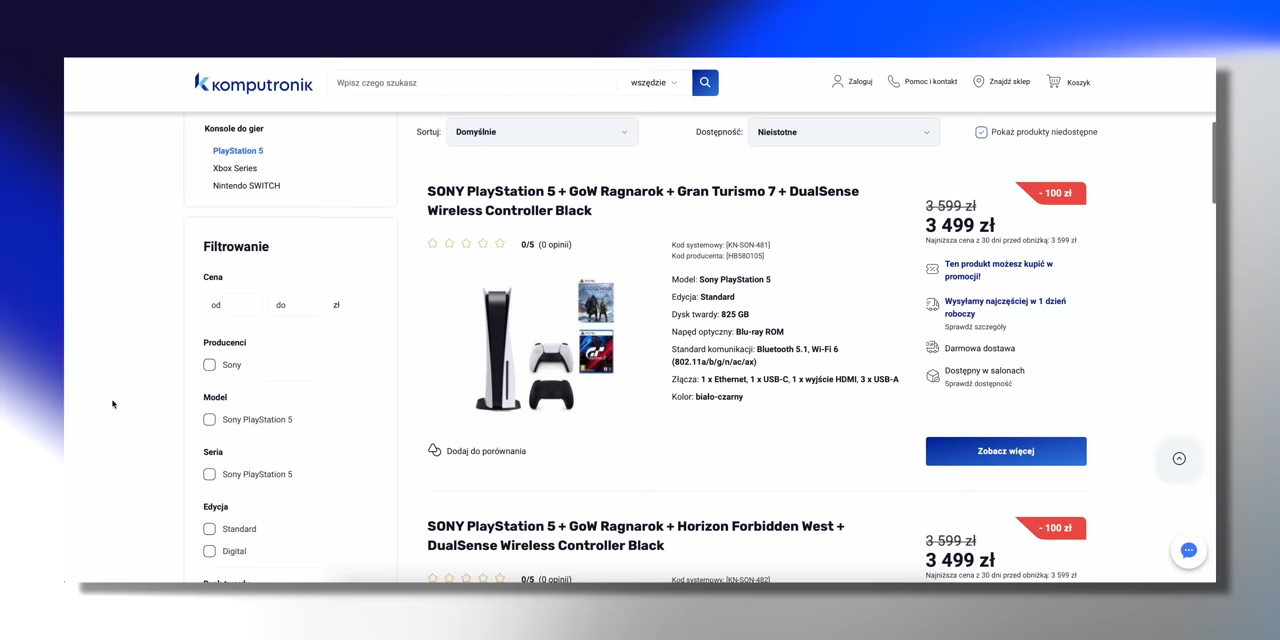 komputronik
Wpisz czego szukasz
wszędzie
Zaloguj
Pomoc i kontakt
Znajdź sklep
Koszyk
Konsole do gier
PlayStation 5
Xbox Series
Nintendo SWITCH
Filtrowanie
Cena
od
do
zł
Producenci
Sony
Model
Sony PlayStation 5
Seria
Sony PlayStation 5
Edycja
Standard
Digital
Sortuj:
Domyślnie
Dostępność:
Nieistotne
Pokaż produkty niedostępne
SONY PlayStation 5 + GoW Ragnarok + Gran Turismo 7 + DualSense
Wireless Controller Black
0/5 (0 opinii)
Kod systemowy: [KN-SON-481]
Kod producenta: [HB580105]
Model: Sony PlayStation 5
Edycja: Standard
Dysk twardy: 825 GB
Napęd optyczny: Blu-ray ROM
Standard komunikacji: Bluetooth 5.1, Wi-Fi 6
(802.11a/b/g/n/ac/ax)
Złącza: 1 x Ethernet, 1 x USB-C, 1 x wyjście HDMI, 3 x USB-A
Kolor: biało-czarny
Dodaj do porównania
- 100 zł
3 599 zł
3 499 zł
Najniższa cena z 30 dni przed obniżką: 3 599 zł
Ten produkt możesz kupić w
promocji!
Wysyłamy najczęściej w 1 dzień
roboczy
Sprawdź szczegóły
Darmowa dostawa
Dostępny w salonach
Sprawdź dostępność
Zobacz więcej
SONY PlayStation 5 + GoW Ragnarok + Horizon Forbidden West +
DualSense Wireless Controller Black
0/5 (0 opinii)
Kod systemowy: [KN-SON-482]
- 100 zł
3 599 zł
3 499 zł
Najniższa cena z 30 dni przed obniżką: 3 599 zł